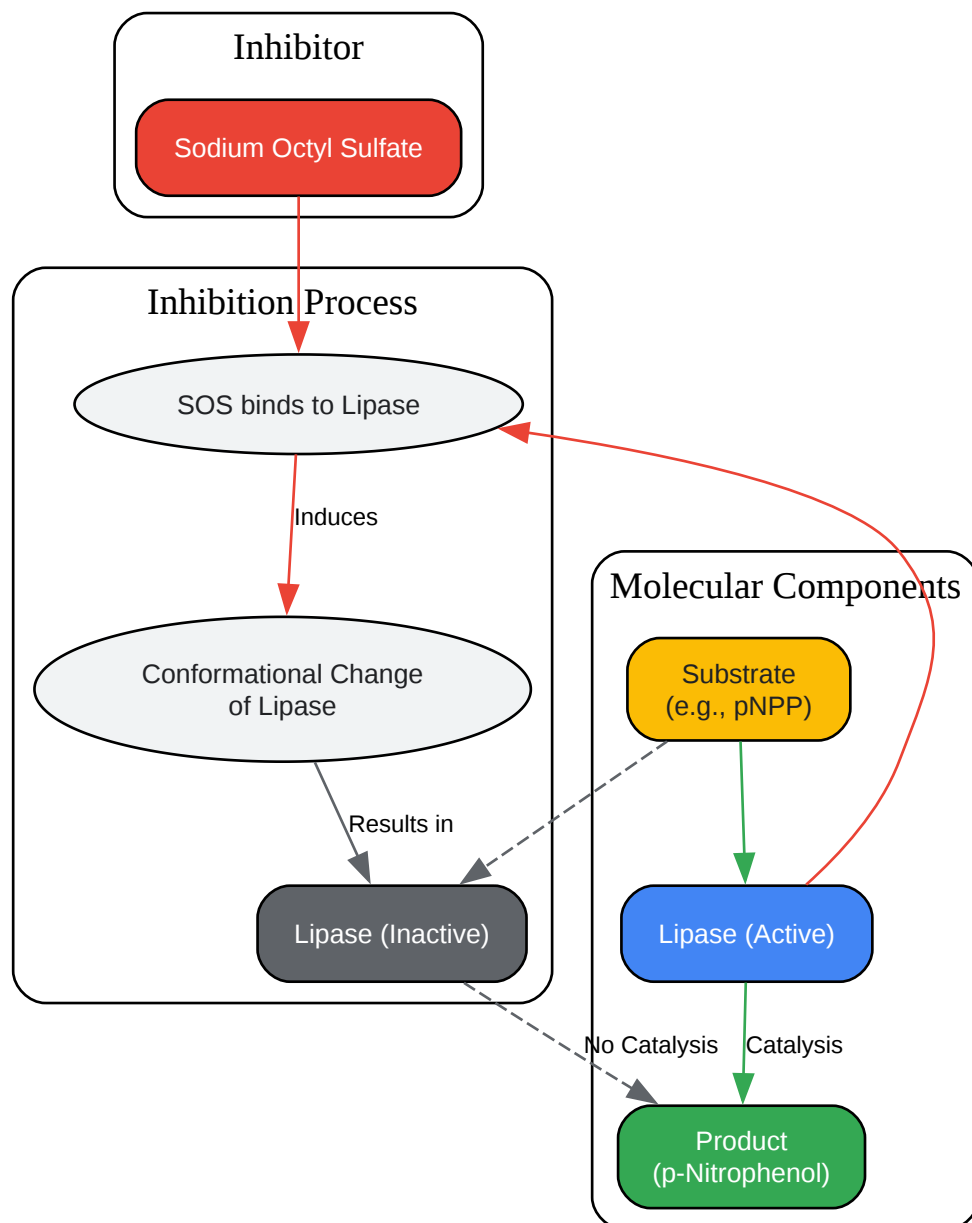 Inhibitor
Sodium Octyl Sulfate
Inhibition Process
SOS binds to Lipase
Induces
Conformational Change
of Lipase
Results in
Lipase (Inactive)
Molecular Components
Substrate
(e.g., pNPP)
Lipase (Active)
No Catalysis
Catalysis
Product
(p-Nitrophenol)